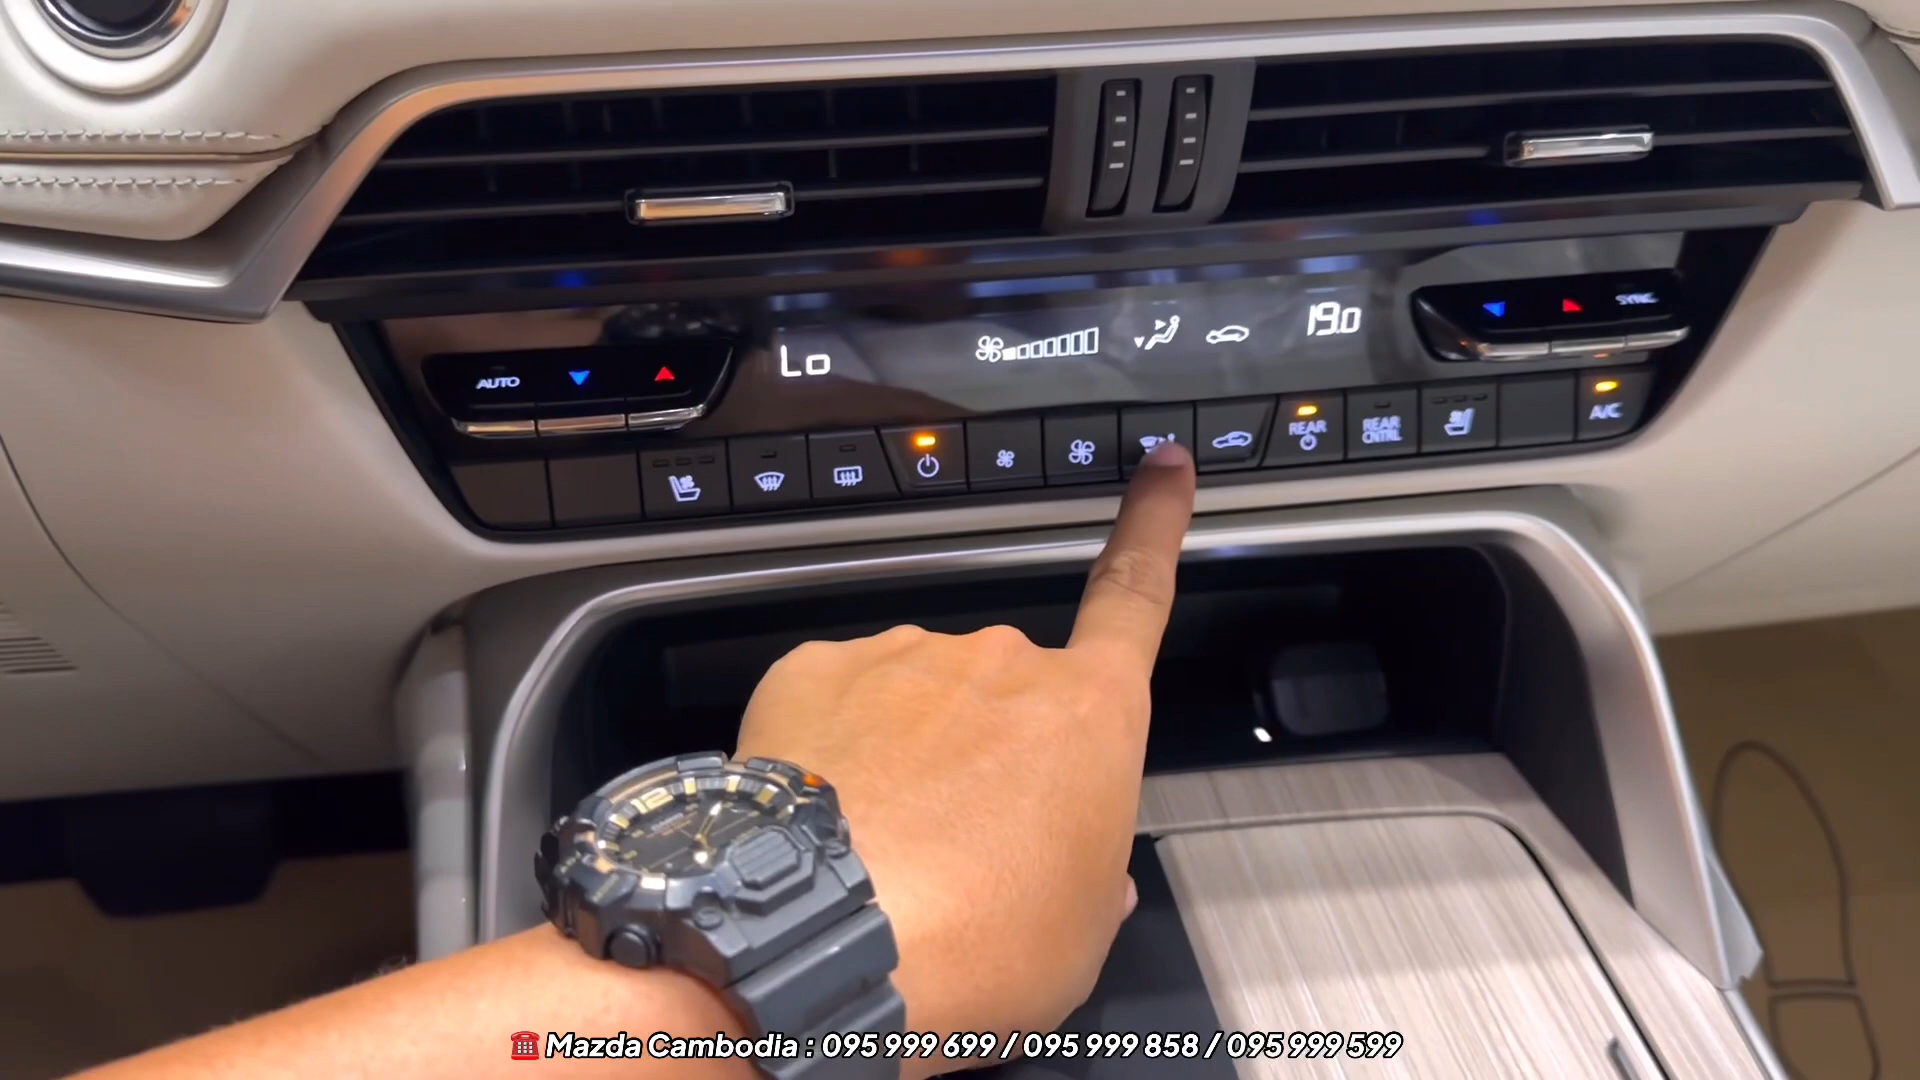 Lo
19.0
SYNC
AUTO
REAR
REAR
CNTRL
A/C
☎️Mazda Cambodia : 095 999 699 / 095 999 858 / 095 999 599